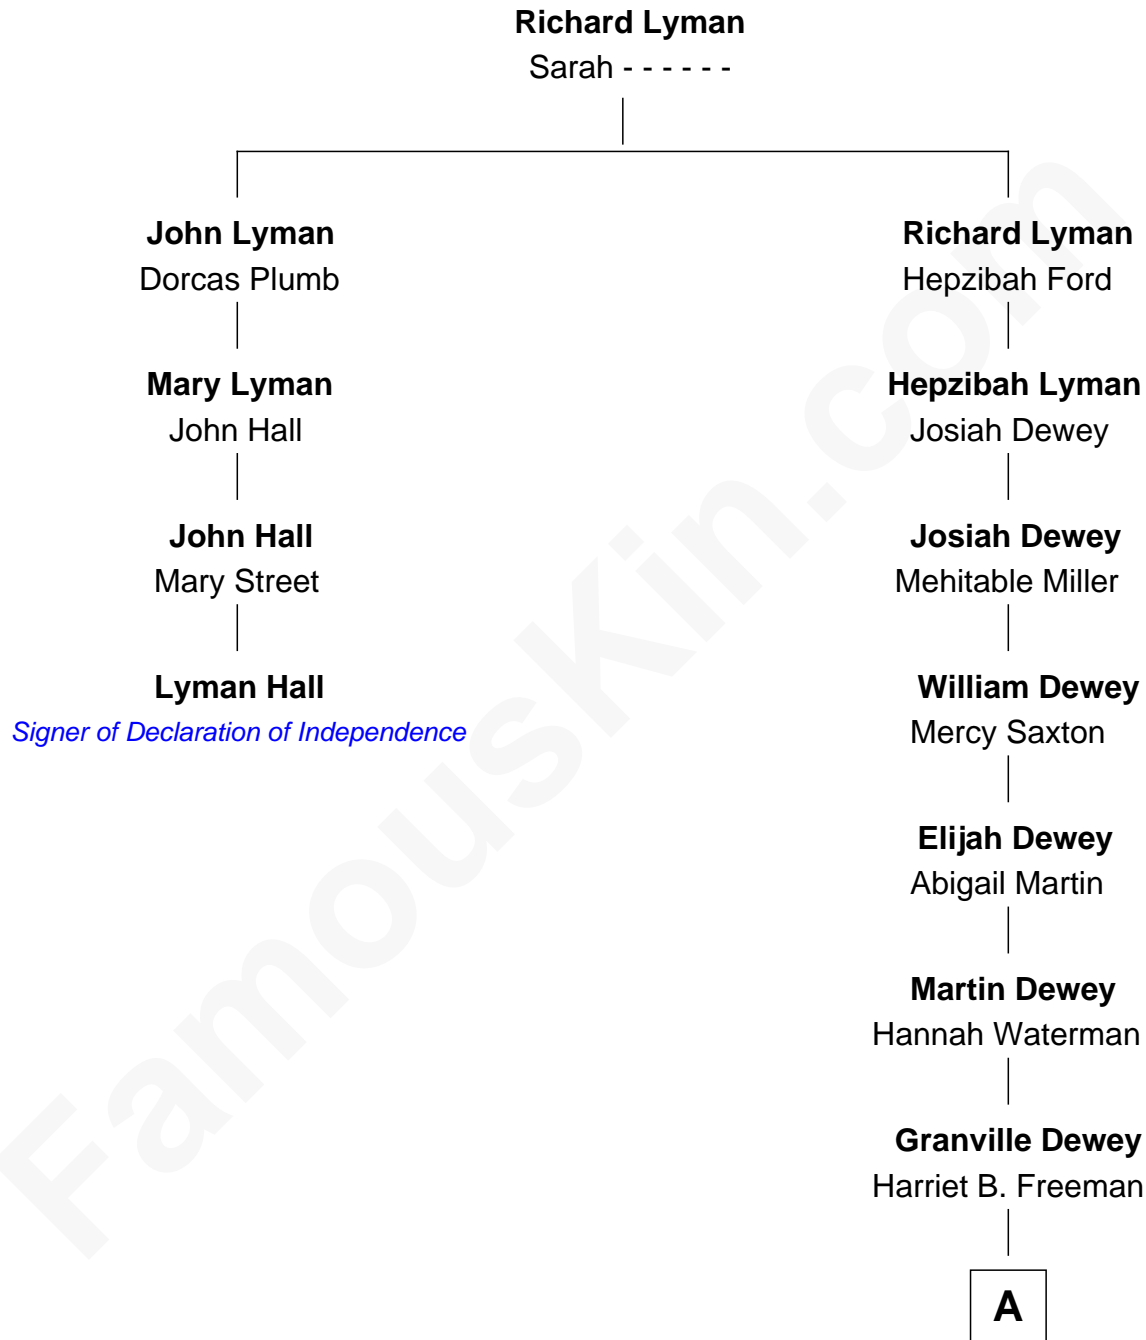 Richard Lyman
Sarah - - - - - -
John Lyman
Dorcas Plumb
Mary Lyman
John Hall
John Hall
Mary Street
Lyman Hall
Signer of Declaration of Independence
Richard Lyman
Hepzibah Ford
Hepzibah Lyman
Josiah Dewey
Josiah Dewey
Mehitable Miller
William Dewey
Mercy Saxton
Elijah Dewey
Abigail Martin
Martin Dewey
Hannah Waterman
Granville Dewey
Harriet B. Freeman
A
FamousKin.com